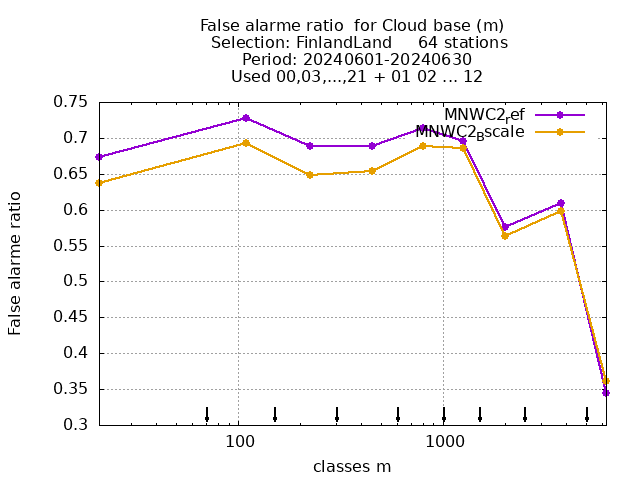 False alarme ratio  for Cloud base (m)
Selection: FinlandLand     64 stations
Period: 20240601-20240630
Used 00,03,...,21 + 01 02 ... 12
MNWC2ref
MNWC2Bscale
0.75
0.7
0.65
0.6
0.55
0.5
0.45
0.4
0.35
0.3
False alarme ratio
100
1000
classes m